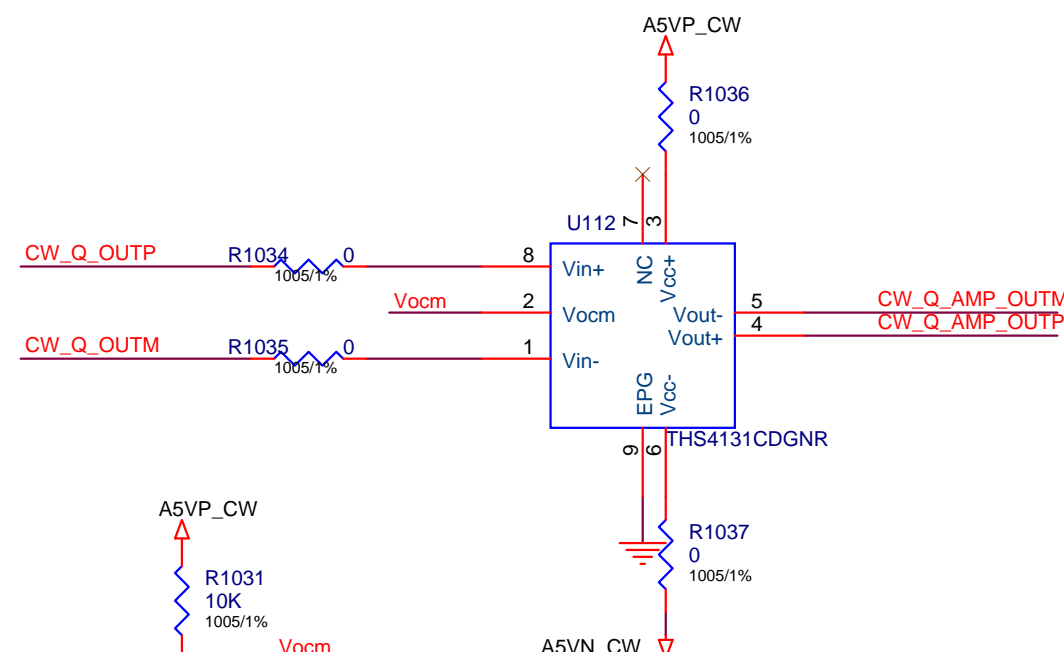 A5VP_CW
R1036
0
1005/1%
U112
7
3
CW_Q_OUTP
R1034
0
1005/1%
8
Vin+
NC
Vcc+
Vocm
2
Vocm
Vout-
5
CW_Q_AMP_OUTM
Vout+
4
CW_Q_AMP_OUTP
CW_Q_OUTM
R1035
0
1005/1%
1
Vin-
EPG
Vcc-
THS4131CDGNR
9
6
A5VP_CW
R1037
0
1005/1%
R1031
10K
1005/1%
Vocm
A5VN_CW